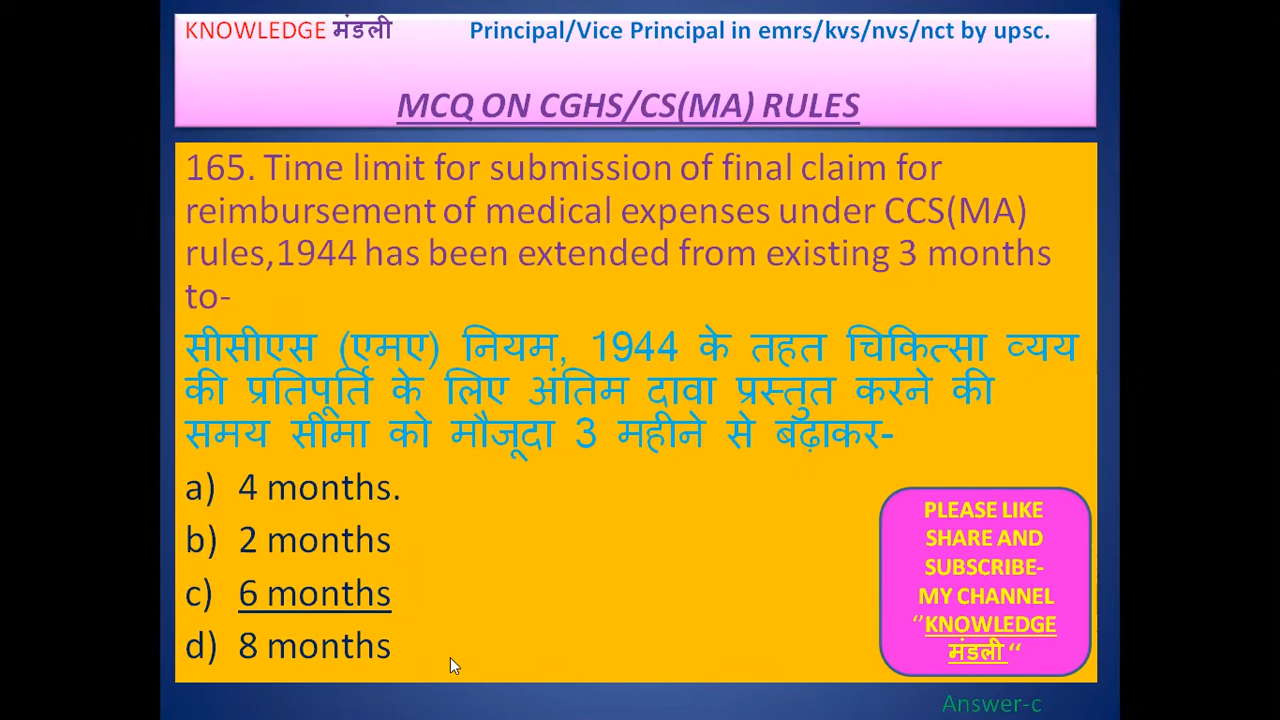 KNOWLEDGE मंडली
Principal/Vice Principal in emrs/kvs/nvs/nct by upsc.
MCQ ON CGHS/CS(MA) RULES
165. Time limit for submission of final claim for
reimbursement of medical expenses under CCS(MA)
rules,1944 has been extended from existing 3 months
to-
सीसीएस (एमए) नियम, 1944 के तहत चिकित्सा व्यय
की प्रतिपूर्ति के लिए अंतिम दावा प्रस्तुत करने की
समय सीमा को मौजूदा 3 महीने से बढ़ाकर-
a) 4 months.
b) 2 months
c) 6 months
d) 8 months
PLEASE LIKE
SHARE AND
SUBSCRIBE-
MY CHANNEL
‘’KNOWLEDGE
मंडली “
Answer-c